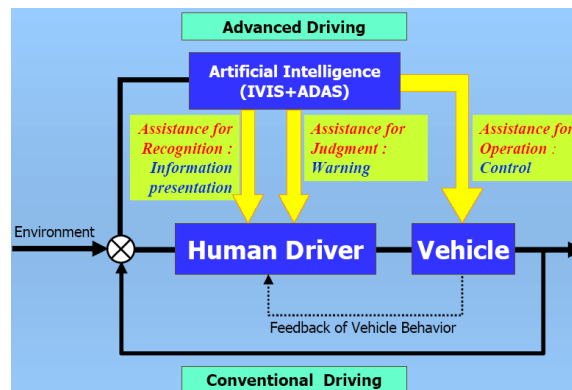 Advanced Driving
Artificial Intelligence
(IVIS+ADAS)
Assistance for
Recognition :
Information
presentation
Assistance for
Judgment :
Warning
Assistance for
Operation :
Control
Environment
Human Driver
Vehicle
Feedback of Vehicle Behavior
Conventional Driving